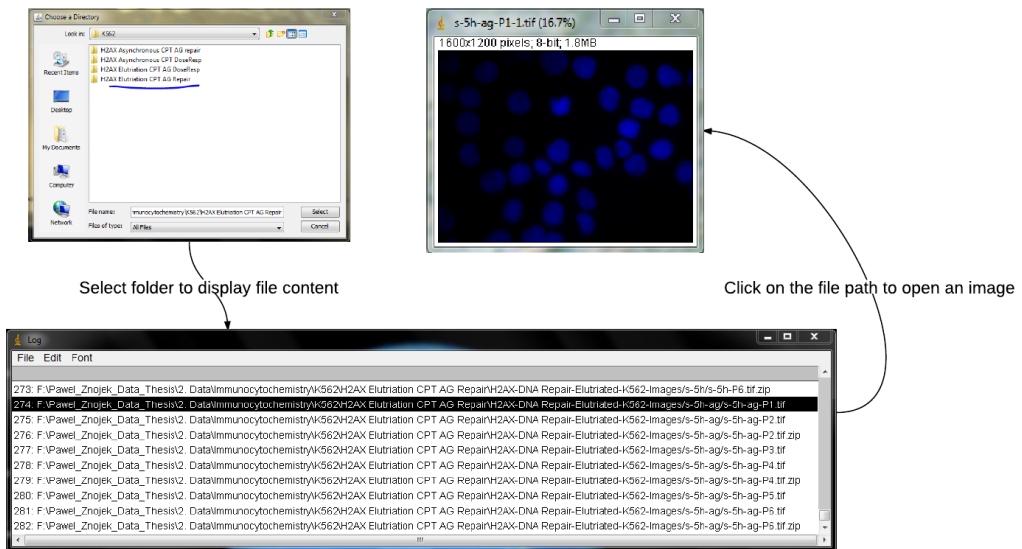 Choose a Directory
Look in: K562
H2AX Asynchronous CPT AG repair
H2AX Asynchronous CPT DoseResp
H2AX Elutriation CPT AG DoseResp
H2AX Elutriation CPT AG Repair
Recent Items
Desktop
My Documents
Computer
Network
File name: mmunocytochemistry\K562\H2AX Elutriation CPT AG Repair Select
Files of type: All Files Cancel
s-5h-ag-P1-1.tif (16.7%)
1600x1200 pixels; 8-bit; 1.8MB
Select folder to display file content
Click on the file path to open an image
Log
File Edit Font
273: F:\Pawel_Znojek_Data_Thesis\2. Data\Immunocytochemistry\K562\H2AX Elutriation CPT AG Repair\H2AX-DNA Repair-Elutriated-K562-Images/s-5h/s-5h-P6.tif.zip
274: F:\Pawel_Znojek_Data_Thesis\2. Data\Immunocytochemistry\K562\H2AX Elutriation CPT AG Repair\H2AX-DNA Repair-Elutriated-K562-Images/s-5h-ag/s-5h-ag-P1.tif
275: F:\Pawel_Znojek_Data_Thesis\2. Data\Immunocytochemistry\K562\H2AX Elutriation CPT AG Repair\H2AX-DNA Repair-Elutriated-K562-Images/s-5h-ag/s-5h-ag-P2.tif
276: F:\Pawel_Znojek_Data_Thesis\2. Data\Immunocytochemistry\K562\H2AX Elutriation CPT AG Repair\H2AX-DNA Repair-Elutriated-K562-Images/s-5h-ag/s-5h-ag-P2.tif.zip
277: F:\Pawel_Znojek_Data_Thesis\2. Data\Immunocytochemistry\K562\H2AX Elutriation CPT AG Repair\H2AX-DNA Repair-Elutriated-K562-Images/s-5h-ag/s-5h-ag-P3.tif
278: F:\Pawel_Znojek_Data_Thesis\2. Data\Immunocytochemistry\K562\H2AX Elutriation CPT AG Repair\H2AX-DNA Repair-Elutriated-K562-Images/s-5h-ag/s-5h-ag-P4.tif
279: F:\Pawel_Znojek_Data_Thesis\2. Data\Immunocytochemistry\K562\H2AX Elutriation CPT AG Repair\H2AX-DNA Repair-Elutriated-K562-Images/s-5h-ag/s-5h-ag-P4.tif.zip
280: F:\Pawel_Znojek_Data_Thesis\2. Data\Immunocytochemistry\K562\H2AX Elutriation CPT AG Repair\H2AX-DNA Repair-Elutriated-K562-Images/s-5h-ag/s-5h-ag-P5.tif
281: F:\Pawel_Znojek_Data_Thesis\2. Data\Immunocytochemistry\K562\H2AX Elutriation CPT AG Repair\H2AX-DNA Repair-Elutriated-K562-Images/s-5h-ag/s-5h-ag-P6.tif
282: F:\Pawel_Znojek_Data_Thesis\2. Data\Immunocytochemistry\K562\H2AX Elutriation CPT AG Repair\H2AX-DNA Repair-Elutriated-K562-Images/s-5h-ag/s-5h-ag-P6.tif.zip